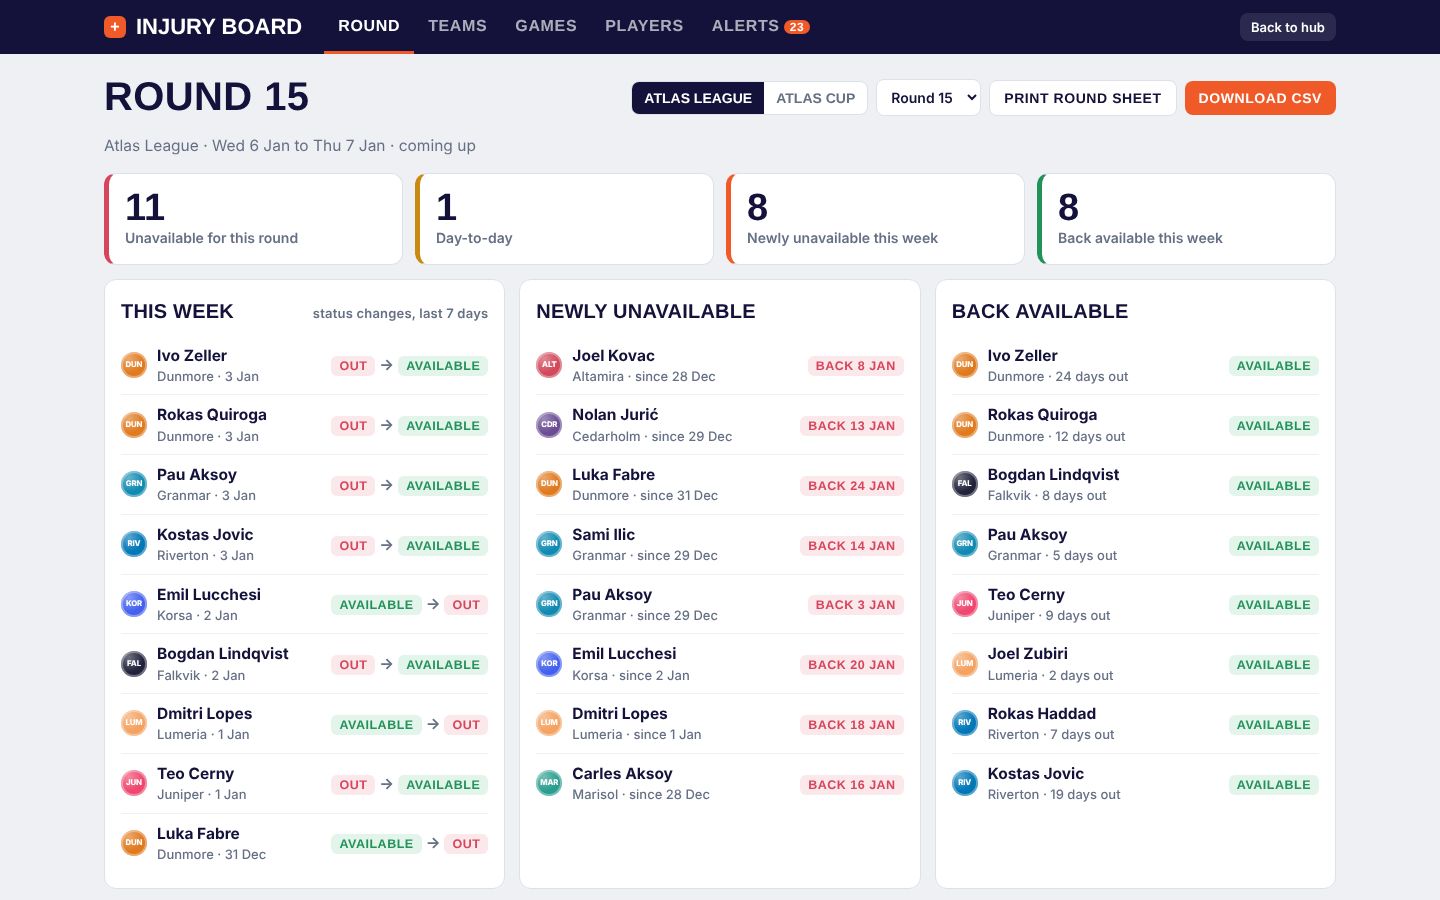 + INJURY BOARD ROUND TEAMS GAMES PLAYERS ALERTS 23 Back to hub
ROUND 15
ATLAS LEAGUE ATLAS CUP Round 15 PRINT ROUND SHEET DOWNLOAD CSV
Atlas League · Wed 6 Jan to Thu 7 Jan · coming up
11
Unavailable for this round
1
Day-to-day
8
Newly unavailable this week
8
Back available this week
THIS WEEK status changes, last 7 days
DUN Ivo Zeller OUT → AVAILABLE
Dunmore · 3 Jan
DUN Rokas Quiroga OUT → AVAILABLE
Dunmore · 3 Jan
GRN Pau Aksoy OUT → AVAILABLE
Granmar · 3 Jan
RIV Kostas Jovic OUT → AVAILABLE
Riverton · 3 Jan
KOR Emil Lucchesi AVAILABLE → OUT
Korsa · 2 Jan
FAL Bogdan Lindqvist OUT → AVAILABLE
Falkvik · 2 Jan
LUM Dmitri Lopes AVAILABLE → OUT
Lumeria · 1 Jan
JUN Teo Cerny OUT → AVAILABLE
Juniper · 1 Jan
DUN Luka Fabre AVAILABLE → OUT
Dunmore · 31 Dec
NEWLY UNAVAILABLE
ALT Joel Kovac BACK 8 JAN
Altamira · since 28 Dec
CDR Nolan Jurić BACK 13 JAN
Cedarholm · since 29 Dec
DUN Luka Fabre BACK 24 JAN
Dunmore · since 31 Dec
GRN Sami Ilic BACK 14 JAN
Granmar · since 29 Dec
GRN Pau Aksoy BACK 3 JAN
Granmar · since 29 Dec
KOR Emil Lucchesi BACK 20 JAN
Korsa · since 2 Jan
LUM Dmitri Lopes BACK 18 JAN
Lumeria · since 1 Jan
MAR Carles Aksoy BACK 16 JAN
Marisol · since 28 Dec
BACK AVAILABLE
DUN Ivo Zeller AVAILABLE
Dunmore · 24 days out
DUN Rokas Quiroga AVAILABLE
Dunmore · 12 days out
FAL Bogdan Lindqvist AVAILABLE
Falkvik · 8 days out
GRN Pau Aksoy AVAILABLE
Granmar · 5 days out
JUN Teo Cerny AVAILABLE
Juniper · 9 days out
LUM Joel Zubiri AVAILABLE
Lumeria · 2 days out
RIV Rokas Haddad AVAILABLE
Riverton · 7 days out
RIV Kostas Jovic AVAILABLE
Riverton · 19 days out